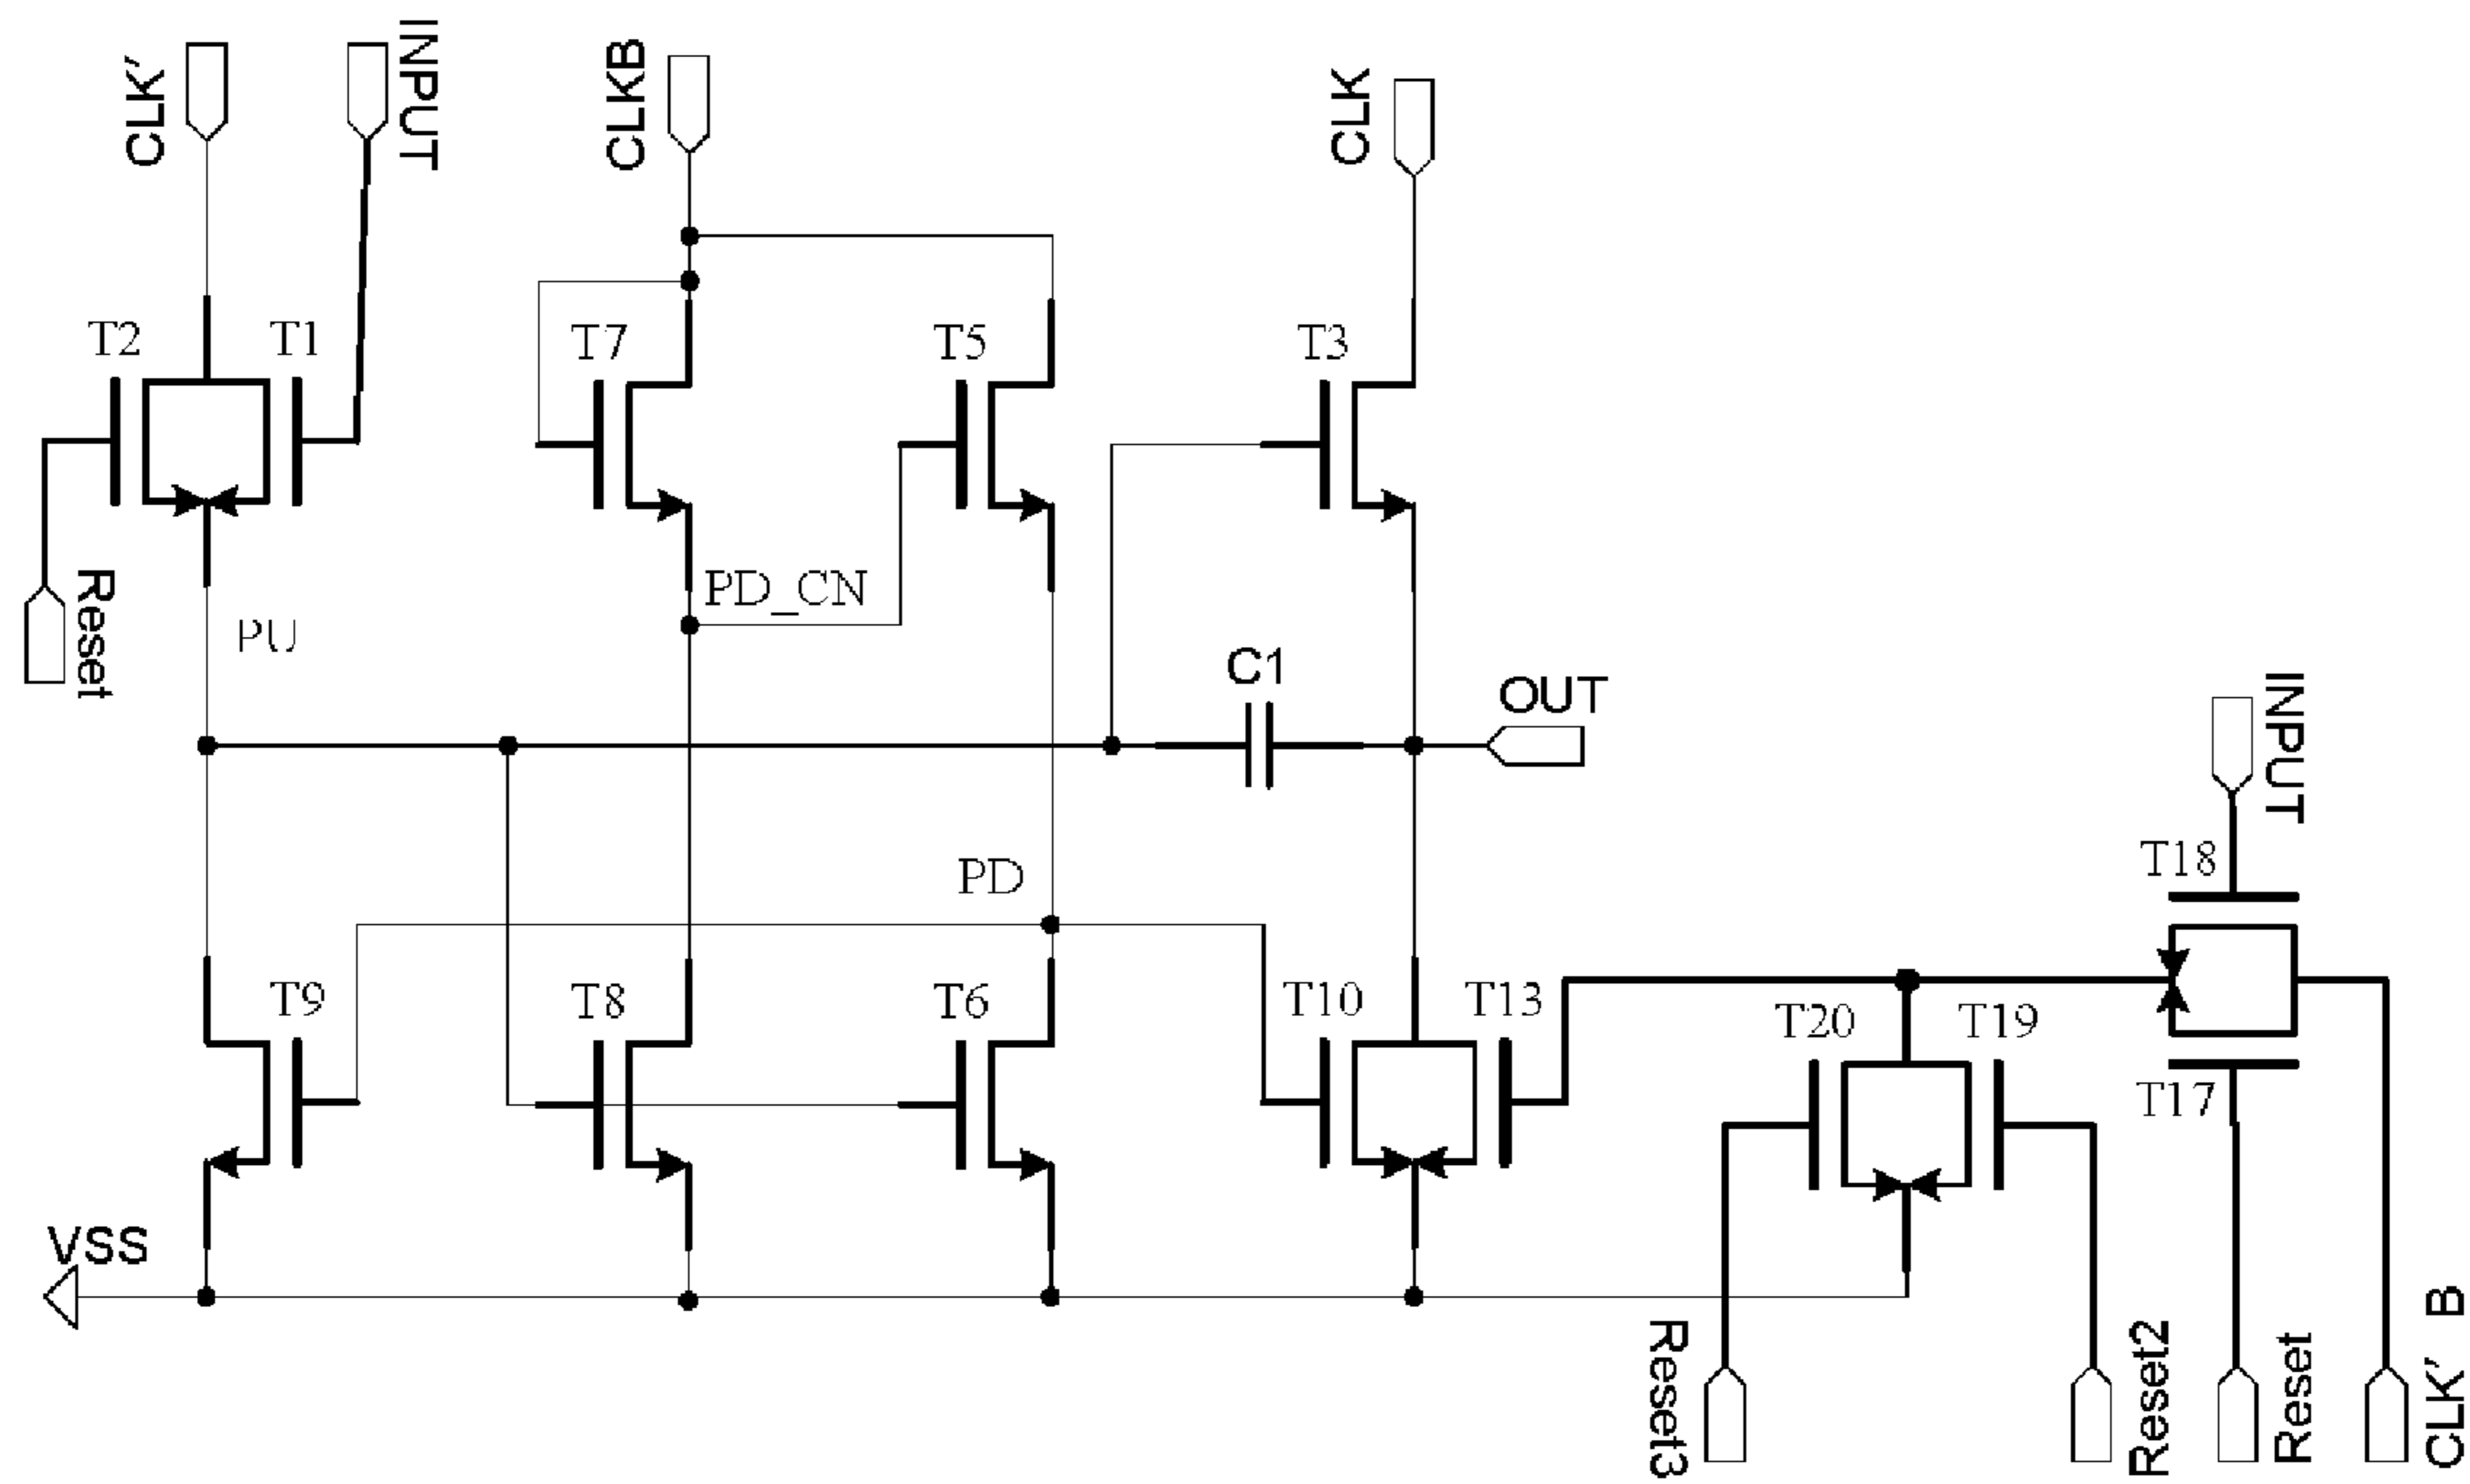 CLK'
INPUT
CLKB
CLK
T2
T1
T7
T5
T3
Reset
PU
PD_CN
C1
OUT
INPUT
PD
T18
T9
T8
T6
T10
T13
T20
T19
T17
VSS
Reset3
Reset2
Reset
CLK' B